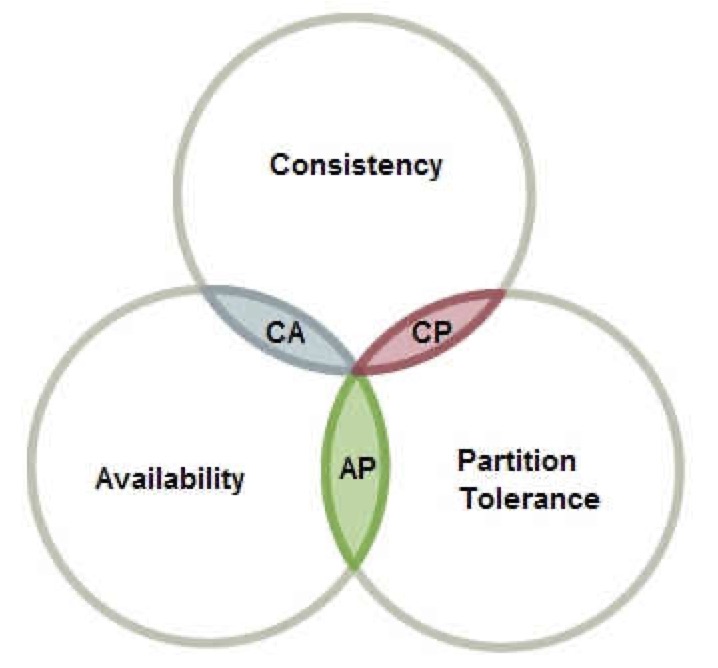 Consistency
CA
CP
AP
Availability
Partition
Tolerance